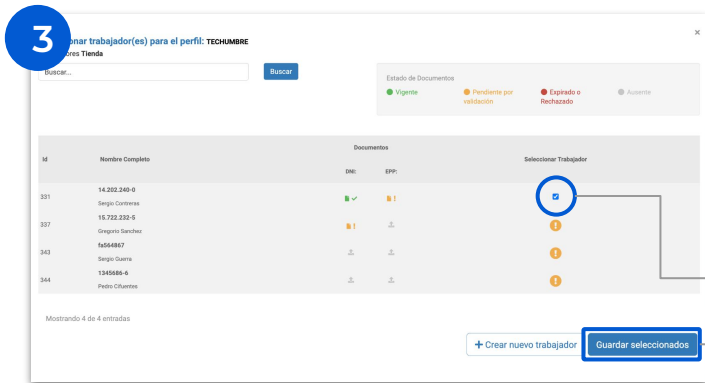 3
×
onar trabajador(es) para el perfil: TECHUMBRE
ores Tienda
Buscar...
Buscar
Estado de Documentos
Vigente
Pendiente por
validación
Expirado o
Rechazado
Ausente
Documentos
Id Nombre Completo Seleccionar Trabajador
DNI: EPP:
14.202.240-0
331
Sergio Contreras
15.722.232-5
337
Gregorio Sanchez
fa564867
343
Sergio Guerra
1345686-6
344
Pedro Cifuentes
Mostrando 4 de 4 entradas
+ Crear nuevo trabajador
Guardar seleccionados